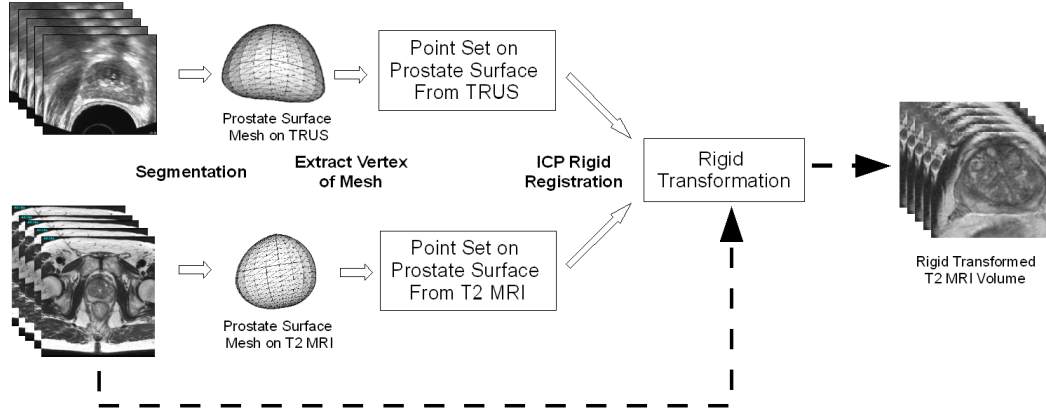 Point Set on
Prostate Surface
From TRUS
Prostate Surface
Mesh on TRUS
Segmentation
Extract Vertex
of Mesh
ICP Rigid
Registration
Rigid
Transformation
Point Set on
Prostate Surface
From T2 MRI
Prostate Surface
Mesh on T2 MRI
Rigid Transformed
T2 MRI Volume